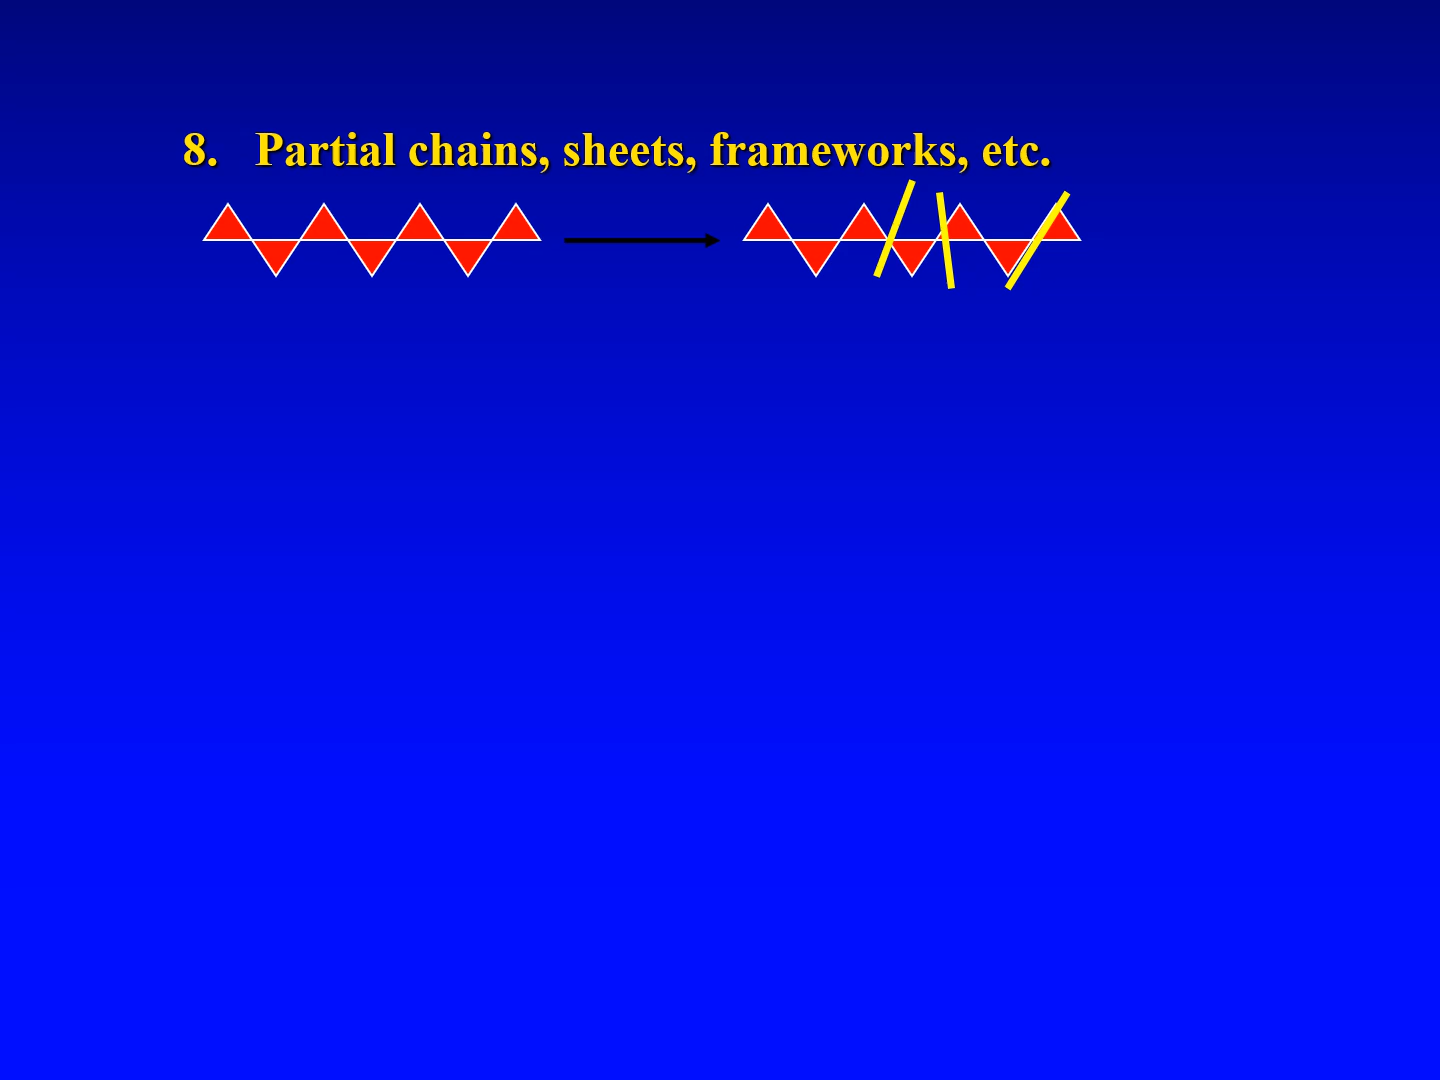 8. Partial chains, sheets, frameworks, etc.